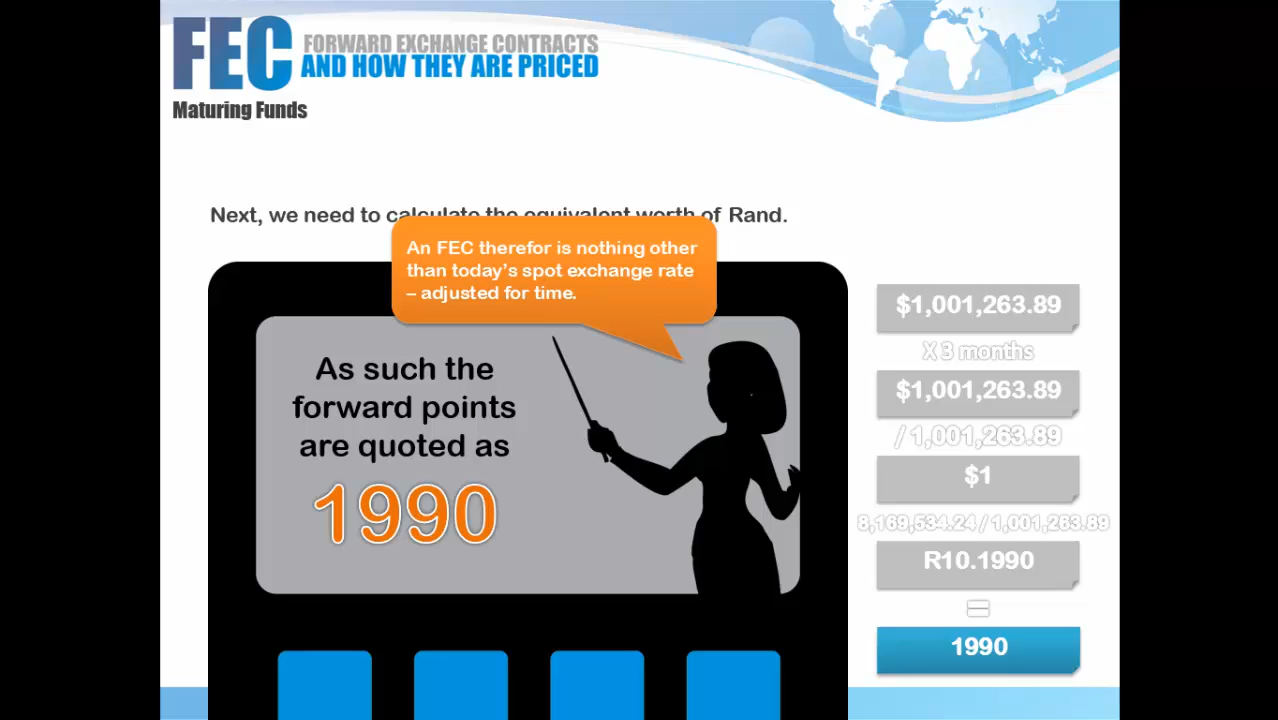 FEC FORWARD EXCHANGE CONTRACTS
AND HOW THEY ARE PRICED
Maturing Funds
Next, we need to calculate the equivalent worth of Rand.
An FEC therefor is nothing other
than today's spot exchange rate
– adjusted for time.
As such the
forward points
are quoted as
1990
$1,001,263.89
X 3 months
$1,001,263.89
/ 1,001,263.89
$1
8,169,534.24 / 1,001,263.89
R10.1990
=
1990